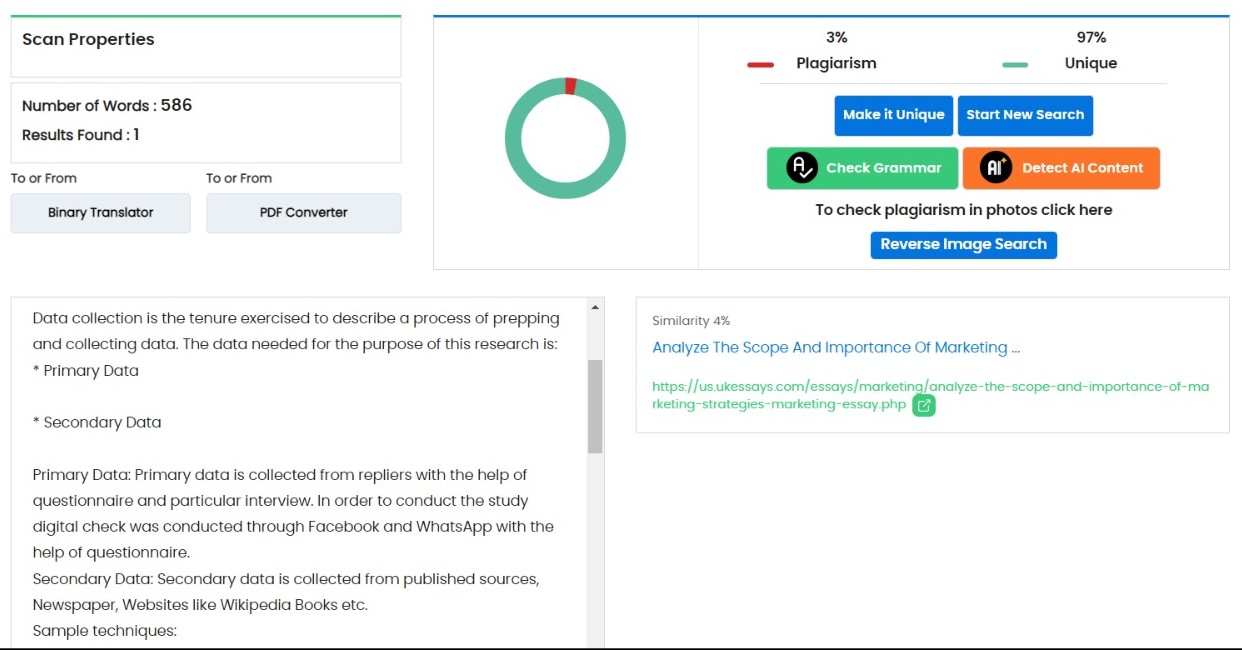 Scan Properties
Number of Words : 586
Results Found : 1
To or From
To or From
Binary Translator
PDF Converter
3%
97%
Plagiarism
Unique
Make it Unique
Start New Search
Check Grammar
AI
Detect AI Content
To check plagiarism in photos click here
Reverse Image Search
Data collection is the tenure exercised to describe a process of prepping
and collecting data. The data needed for the purpose of this research is:
* Primary Data
* Secondary Data
Primary Data: Primary data is collected from repliers with the help of
questionnaire and particular interview. In order to conduct the study
digital check was conducted through Facebook and WhatsApp with the
help of questionnaire.
Secondary Data: Secondary data is collected from published sources,
Newspaper, Websites like Wikipedia Books etc.
Sample techniques:
Similarity 4%
Analyze The Scope And Importance Of Marketing ...
https://us.ukessays.com/essays/marketing/analyze-the-scope-and-importance-of-ma
rketing-strategies-marketing-essay.php